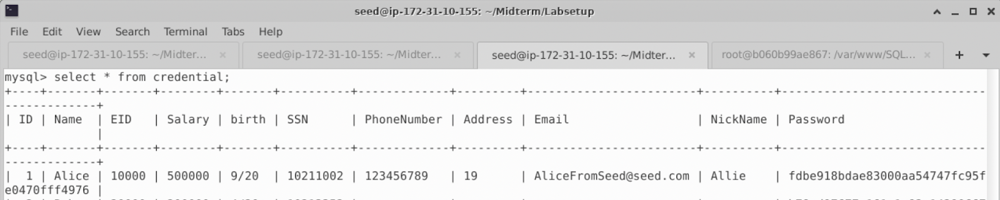 seed@ip-172-31-10-155: ~/Midterm/Labsetup
File Edit View Search Terminal Tabs Help
seed@ip-172-31-10-155: ~/Midter... × seed@ip-172-31-10-155: ~/Midter... × seed@ip-172-31-10-155: ~/Midter... × root@b060b99ae867: /var/www/SQL... ×
mysql> select * from credential;
+----+-------+-------+--------+-------+----------+-------------+---------+------------------------+----------+-----------------------------
-------------+
| ID | Name  | EID   | Salary | birth | SSN      | PhoneNumber | Address | Email                  | NickName | Password
             |
+----+-------+-------+--------+-------+----------+-------------+---------+------------------------+----------+-----------------------------
-------------+
|  1 | Alice | 10000 | 500000 | 9/20  | 10211002 | 123456789   | 19      | AliceFromSeed@seed.com | Allie    | fdbe918bdae83000aa54747fc95f
e0470fff4976 |